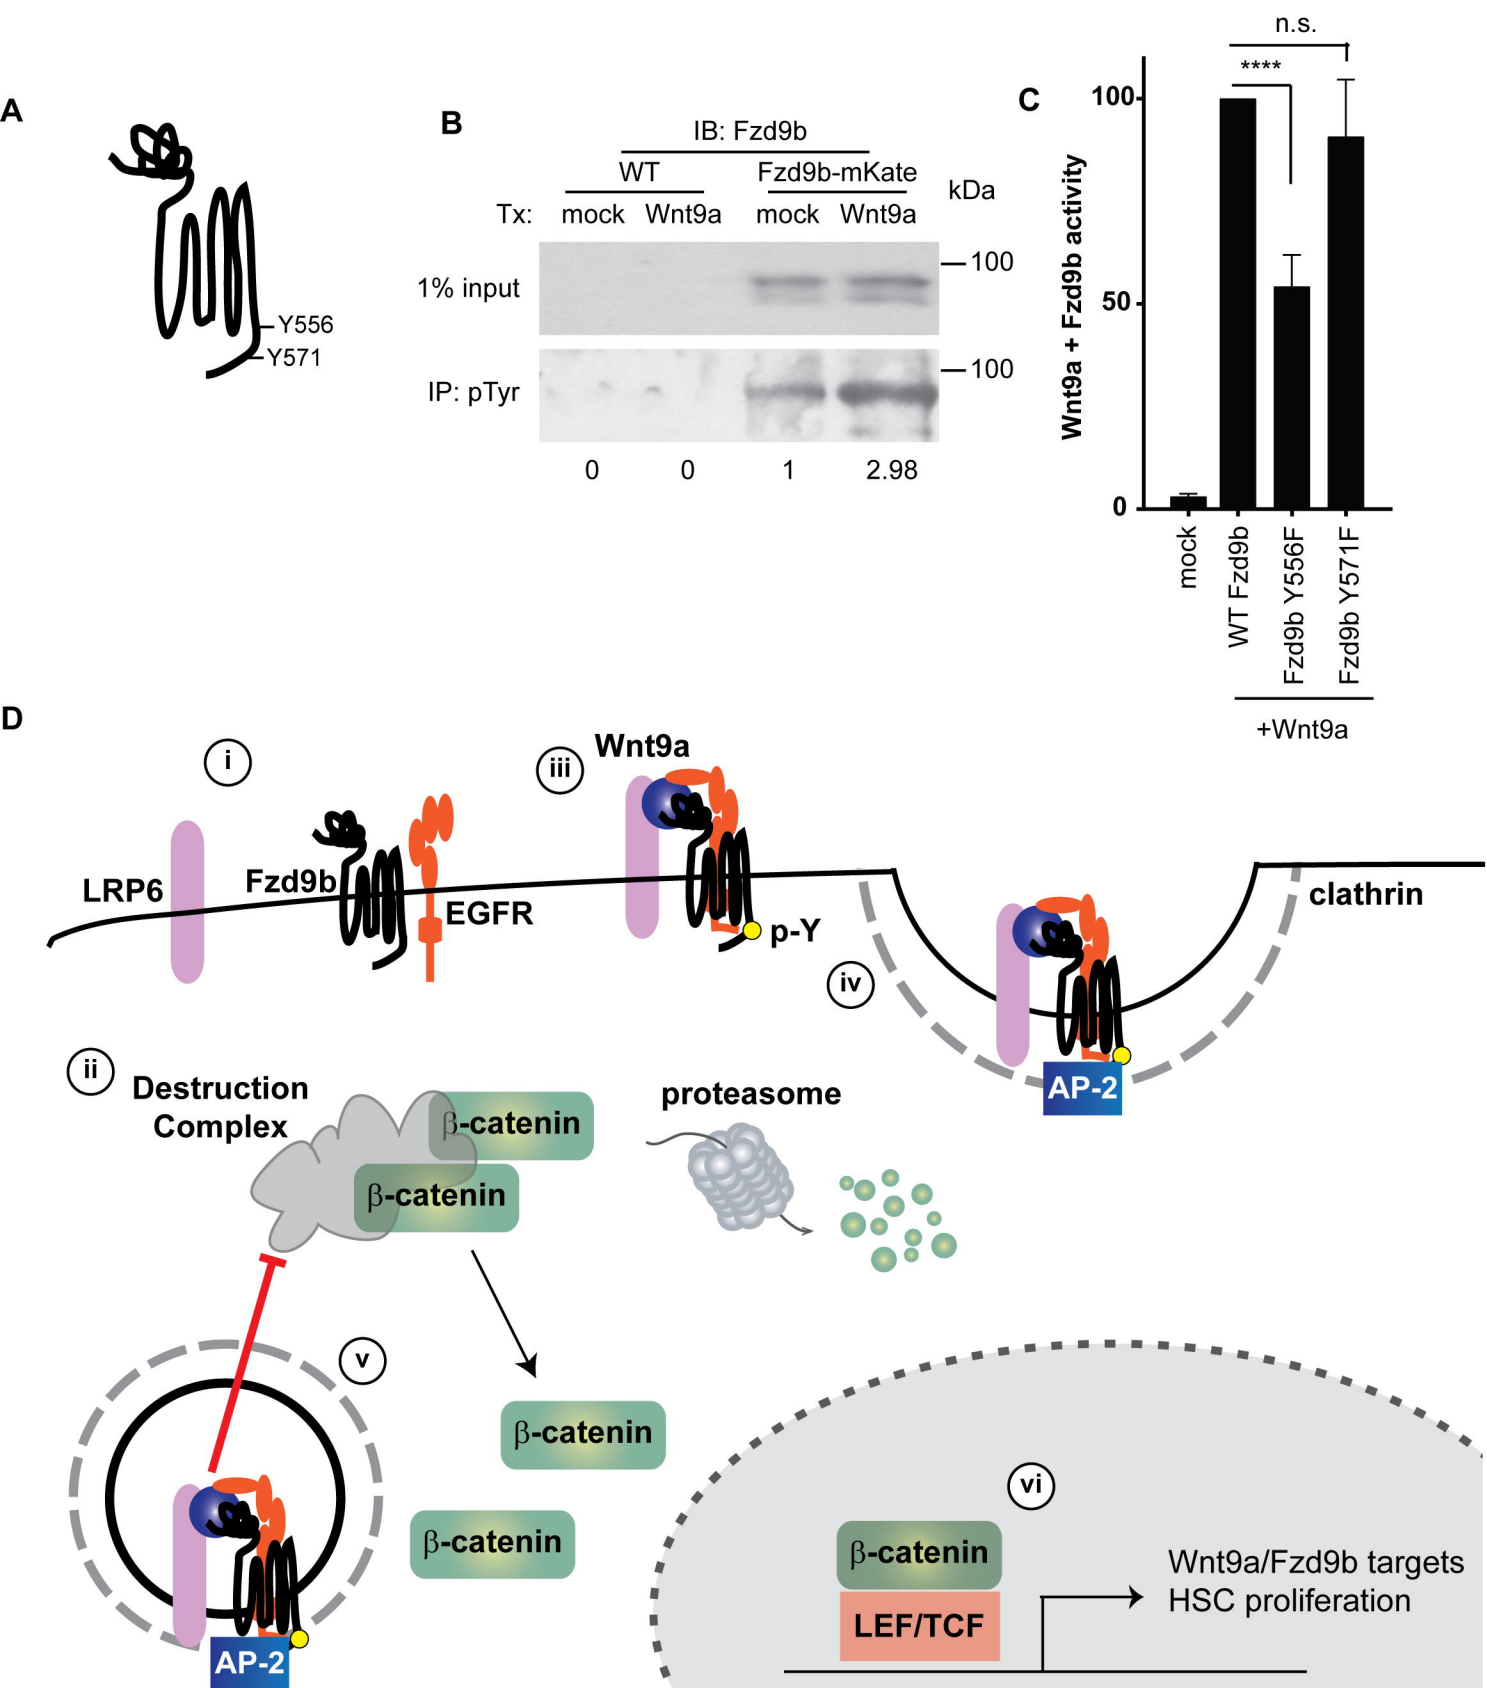 A
Y556
Y571
B
IB: Fzd9b
WT
Fzd9b-mKate
kDa
Tx:
mock
Wnt9a
mock
Wnt9a
1% input
100
IP: pTyr
100
0
0
1
2.98
C
n.s.
****
Wnt9a + Fzd9b activity
100
50
0
mock
WT Fzd9b
Fzd9b Y556F
Fzd9b Y571F
+Wnt9a
D
i
LRP6
Fzd9b
EGFR
iii
Wnt9a
p-Y
iv
clathrin
AP-2
ii
Destruction
Complex
β-catenin
β-catenin
proteasome
v
β-catenin
β-catenin
AP-2
vi
β-catenin
LEF/TCF
Wnt9a/Fzd9b targets
HSC proliferation